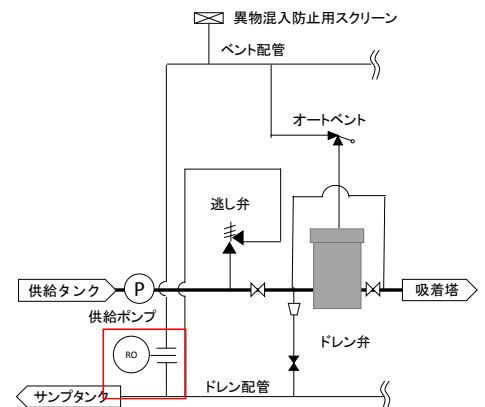 異物混入防止用スクリーン
ベント配管
オートベント
逃し弁
供給タンク
P
吸着塔
供給ポンプ
ドレン弁
RO
ドレン配管
サンプタンク